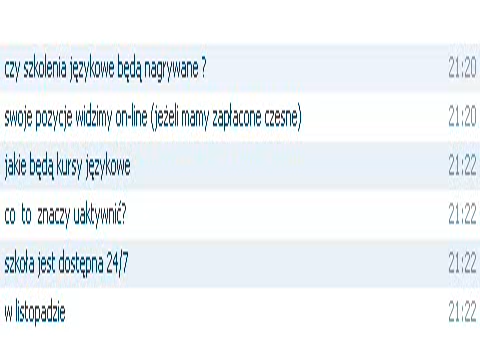 czy szkolenia językowe będą nagrywane ? 21:20
swoje pozycje widzimy on-line (jeżeli mamy zapłacone czesne) 21:20
jakie będą kursy językowe 21:22
co to znaczy uaktywnić? 21:22
szkoła jest dostępna 24/7 21:22
w listopadzie 21:22